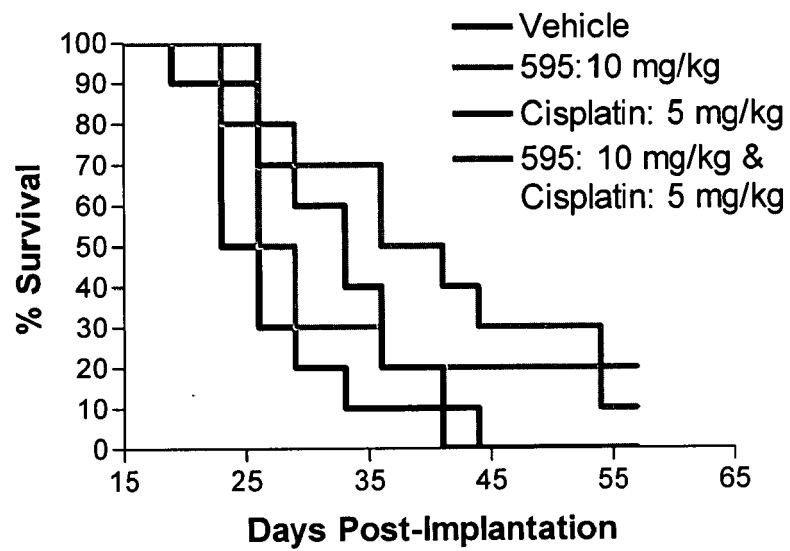 Vehicle
595:10 mg/kg
Cisplatin: 5 mg/kg
595: 10 mg/kg &
Cisplatin: 5 mg/kg
% Survival
100
90
80
70
60
50
40
30
20
10
0
15 25 35 45 55 65
Days Post-Implantation